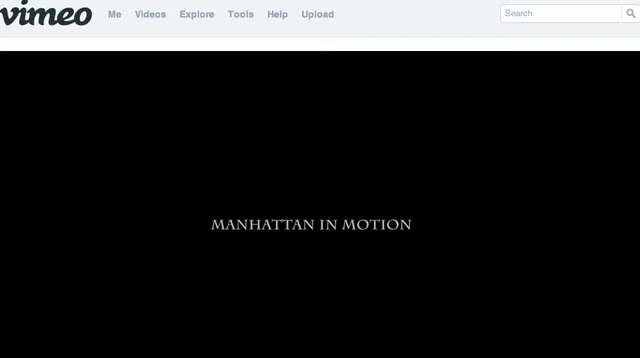 vimeo Me Videos Explore Tools Help Upload Search
MANHATTAN IN MOTION